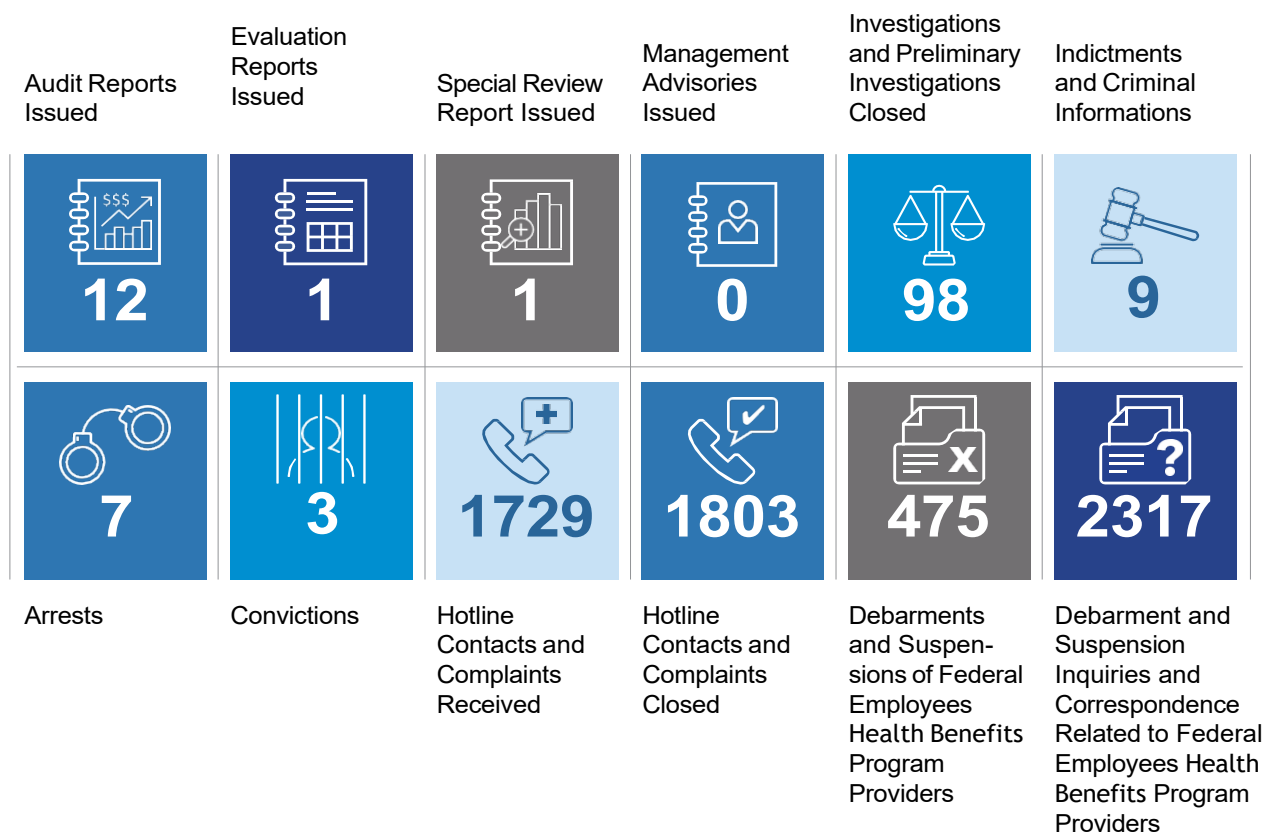 Audit Reports
Issued
Evaluation
Reports
Issued
Special Review
Report Issued
Management
Advisories
Issued
Investigations
and Preliminary
Investigations
Closed
Indictments
and Criminal
Informations
$$$
12
1
1
0
98
9
7
3
1729
1803
475
2317
Arrests
Convictions
Hotline
Contacts and
Complaints
Received
Hotline
Contacts and
Complaints
Closed
Debarments
and Suspen-
sions of Federal
Employees
Health Benefits
Program
Providers
Debarment and
Suspension
Inquiries and
Correspondence
Related to Federal
Employees Health
Benefits Program
Providers